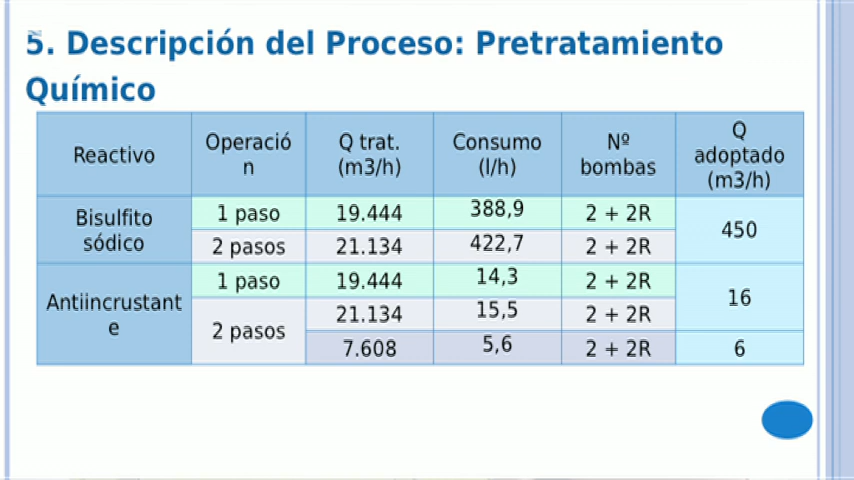 5. Descripción del Proceso: Pretratamiento
Químico
Reactivo
Operació
n
Q trat.
(m3/h)
Consumo
(l/h)
Nº
bombas
Q
adoptado
(m3/h)
Bisulfito
sódico
1 paso
19.444
388,9
2 + 2R
450
2 pasos
21.134
422,7
2 + 2R
Antiincrustant
e
1 paso
19.444
14,3
2 + 2R
16
2 pasos
21.134
15,5
2 + 2R
7.608
5,6
2 + 2R
6